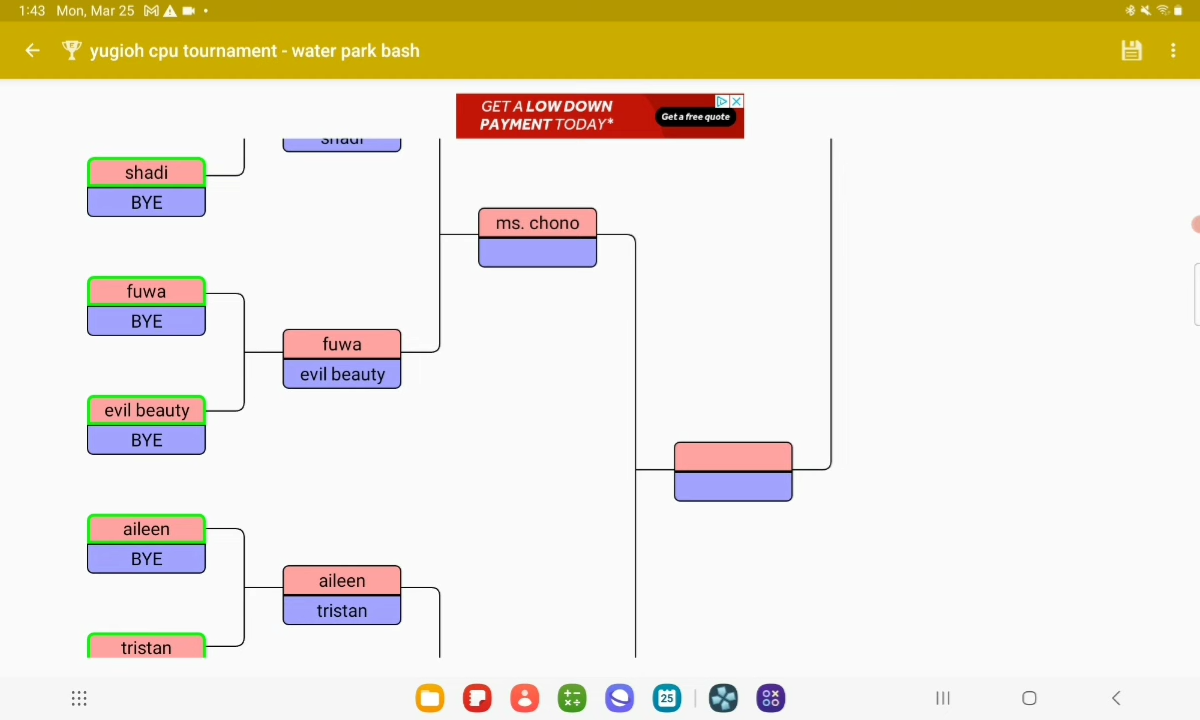 1:43 Mon, Mar 25
yugioh cpu tournament - water park bash
GET A LOW DOWN
PAYMENT TODAY*
Get a free quote
shadi
shadi
BYE
ms. chono
fuwa
BYE
fuwa
evil beauty
evil beauty
BYE
aileen
BYE
aileen
tristan
tristan
25